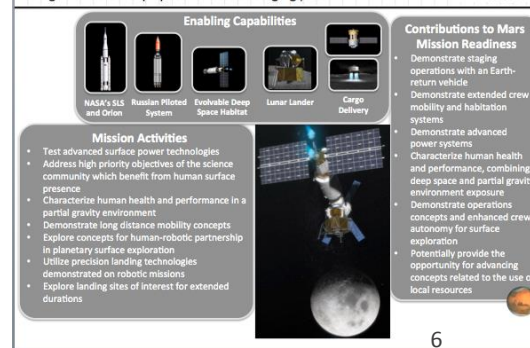 Enabling Capabilities
NASA's SLS
and Orion
Russian Piloted
System
Evolvable Deep
Space Habitat
Lunar Lander
Cargo
Delivery
Mission Activities
• Test advanced surface power technologies
• Address high priority objectives of the science
community which benefit from human surface
presence
• Characterize human health and performance in a
partial gravity environment
• Demonstrate long distance mobility concepts
• Explore concepts for human-robotic partnership
in planetary surface exploration
• Utilize precision landing technologies
demonstrated on robotic missions
• Explore landing sites of interest for extended
durations
Contributions to Mars
Mission Readiness
• Demonstrate staging
operations with an Earth-
return vehicle
• Demonstrate extended crew
mobility and habitation
systems
• Demonstrate advanced
power systems
• Characterize human health
and performance, combining
deep space and partial gravit
environment exposure
• Demonstrate operations
concepts and enhanced crew
autonomy for surface
exploration
• Potentially provide the
opportunity for advancing
concepts related to the use o
local resources
6